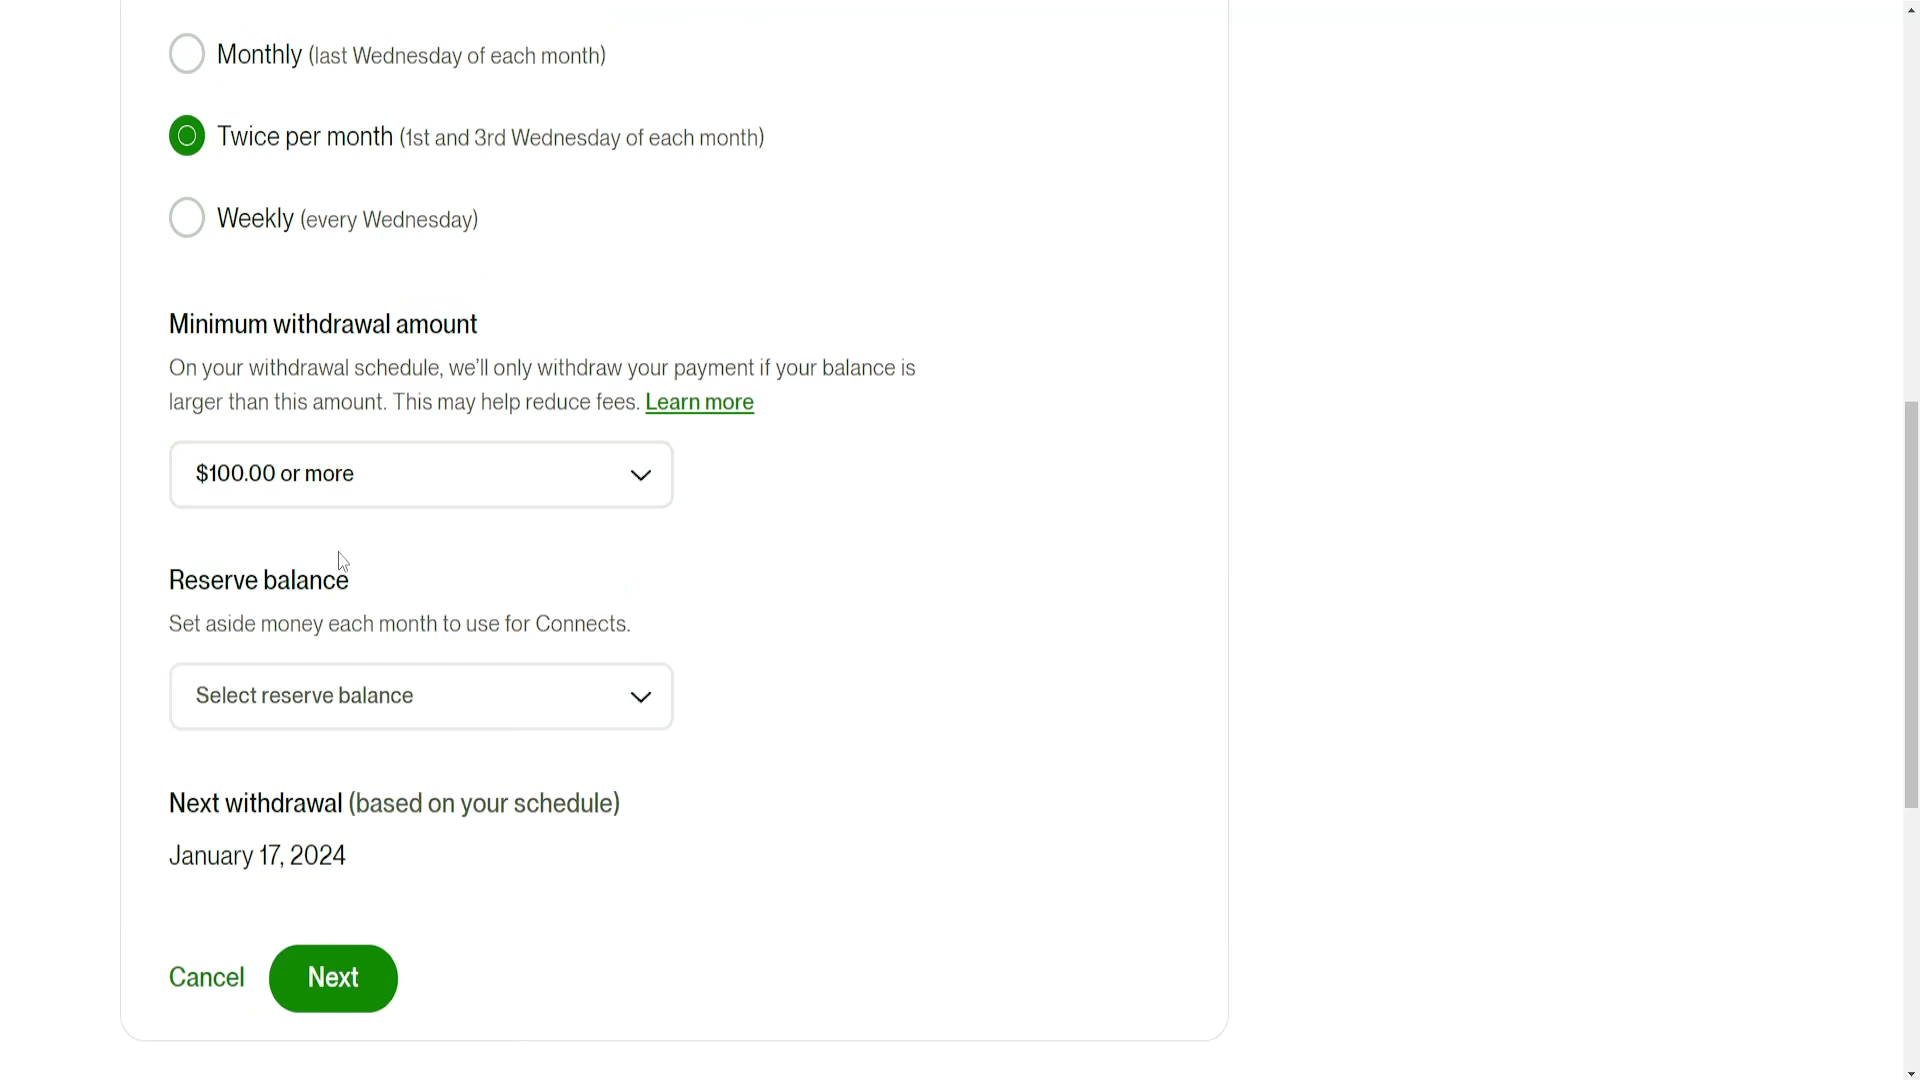 Monthly (last Wednesday of each month)
Twice per month (1st and 3rd Wednesday of each month)
Weekly (every Wednesday)
Minimum withdrawal amount
On your withdrawal schedule, we'll only withdraw your payment if your balance is
larger than this amount. This may help reduce fees. Learn more
$100.00 or more
Reserve balance
Set aside money each month to use for Connects.
Select reserve balance
Next withdrawal (based on your schedule)
January 17, 2024
Cancel Next